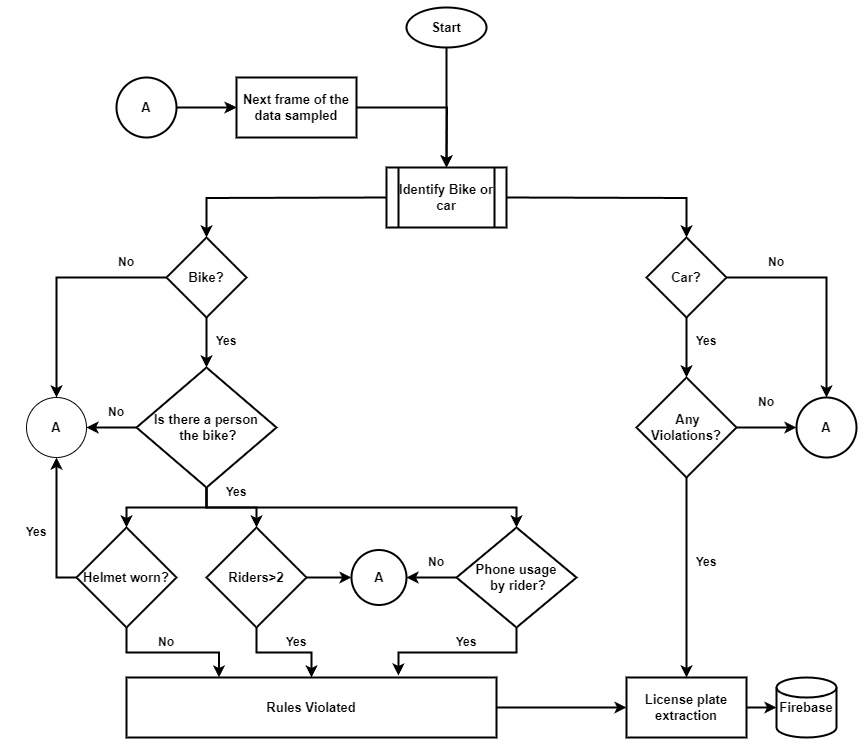 Start
A
Next frame of the
data sampled
Identify Bike or
car
Bike?
No
Yes
Car?
No
Yes
A
No
Is there a person
the bike?
Yes
Any
Violations?
No
A
Yes
Helmet worn?
Riders>2
A
No
Phone usage
by rider?
Yes
No
Yes
Yes
Rules Violated
License plate
extraction
Firebase